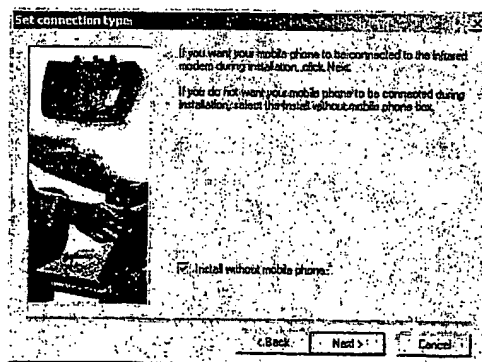 Set connection type
If you want your mobile phone to be connected to the infrared
modem during installation, click Next.
If you do not want your mobile phone to be connected during
installation, select the Install without mobile phone box.
Install without mobile phone.
< Back
Next >
Cancel